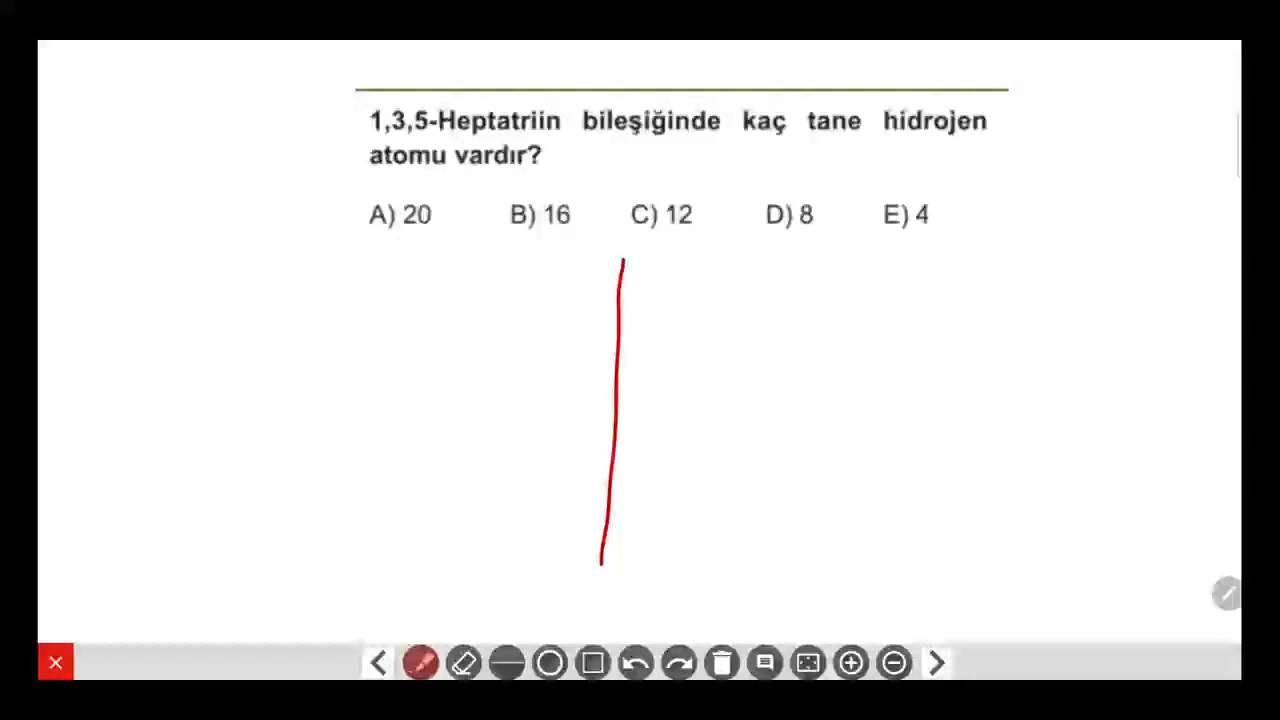 1,3,5-Heptatriin bileşiğinde kaç tane hidrojen
atomu vardır?
A) 20 B) 16 C) 12 D) 8 E) 4